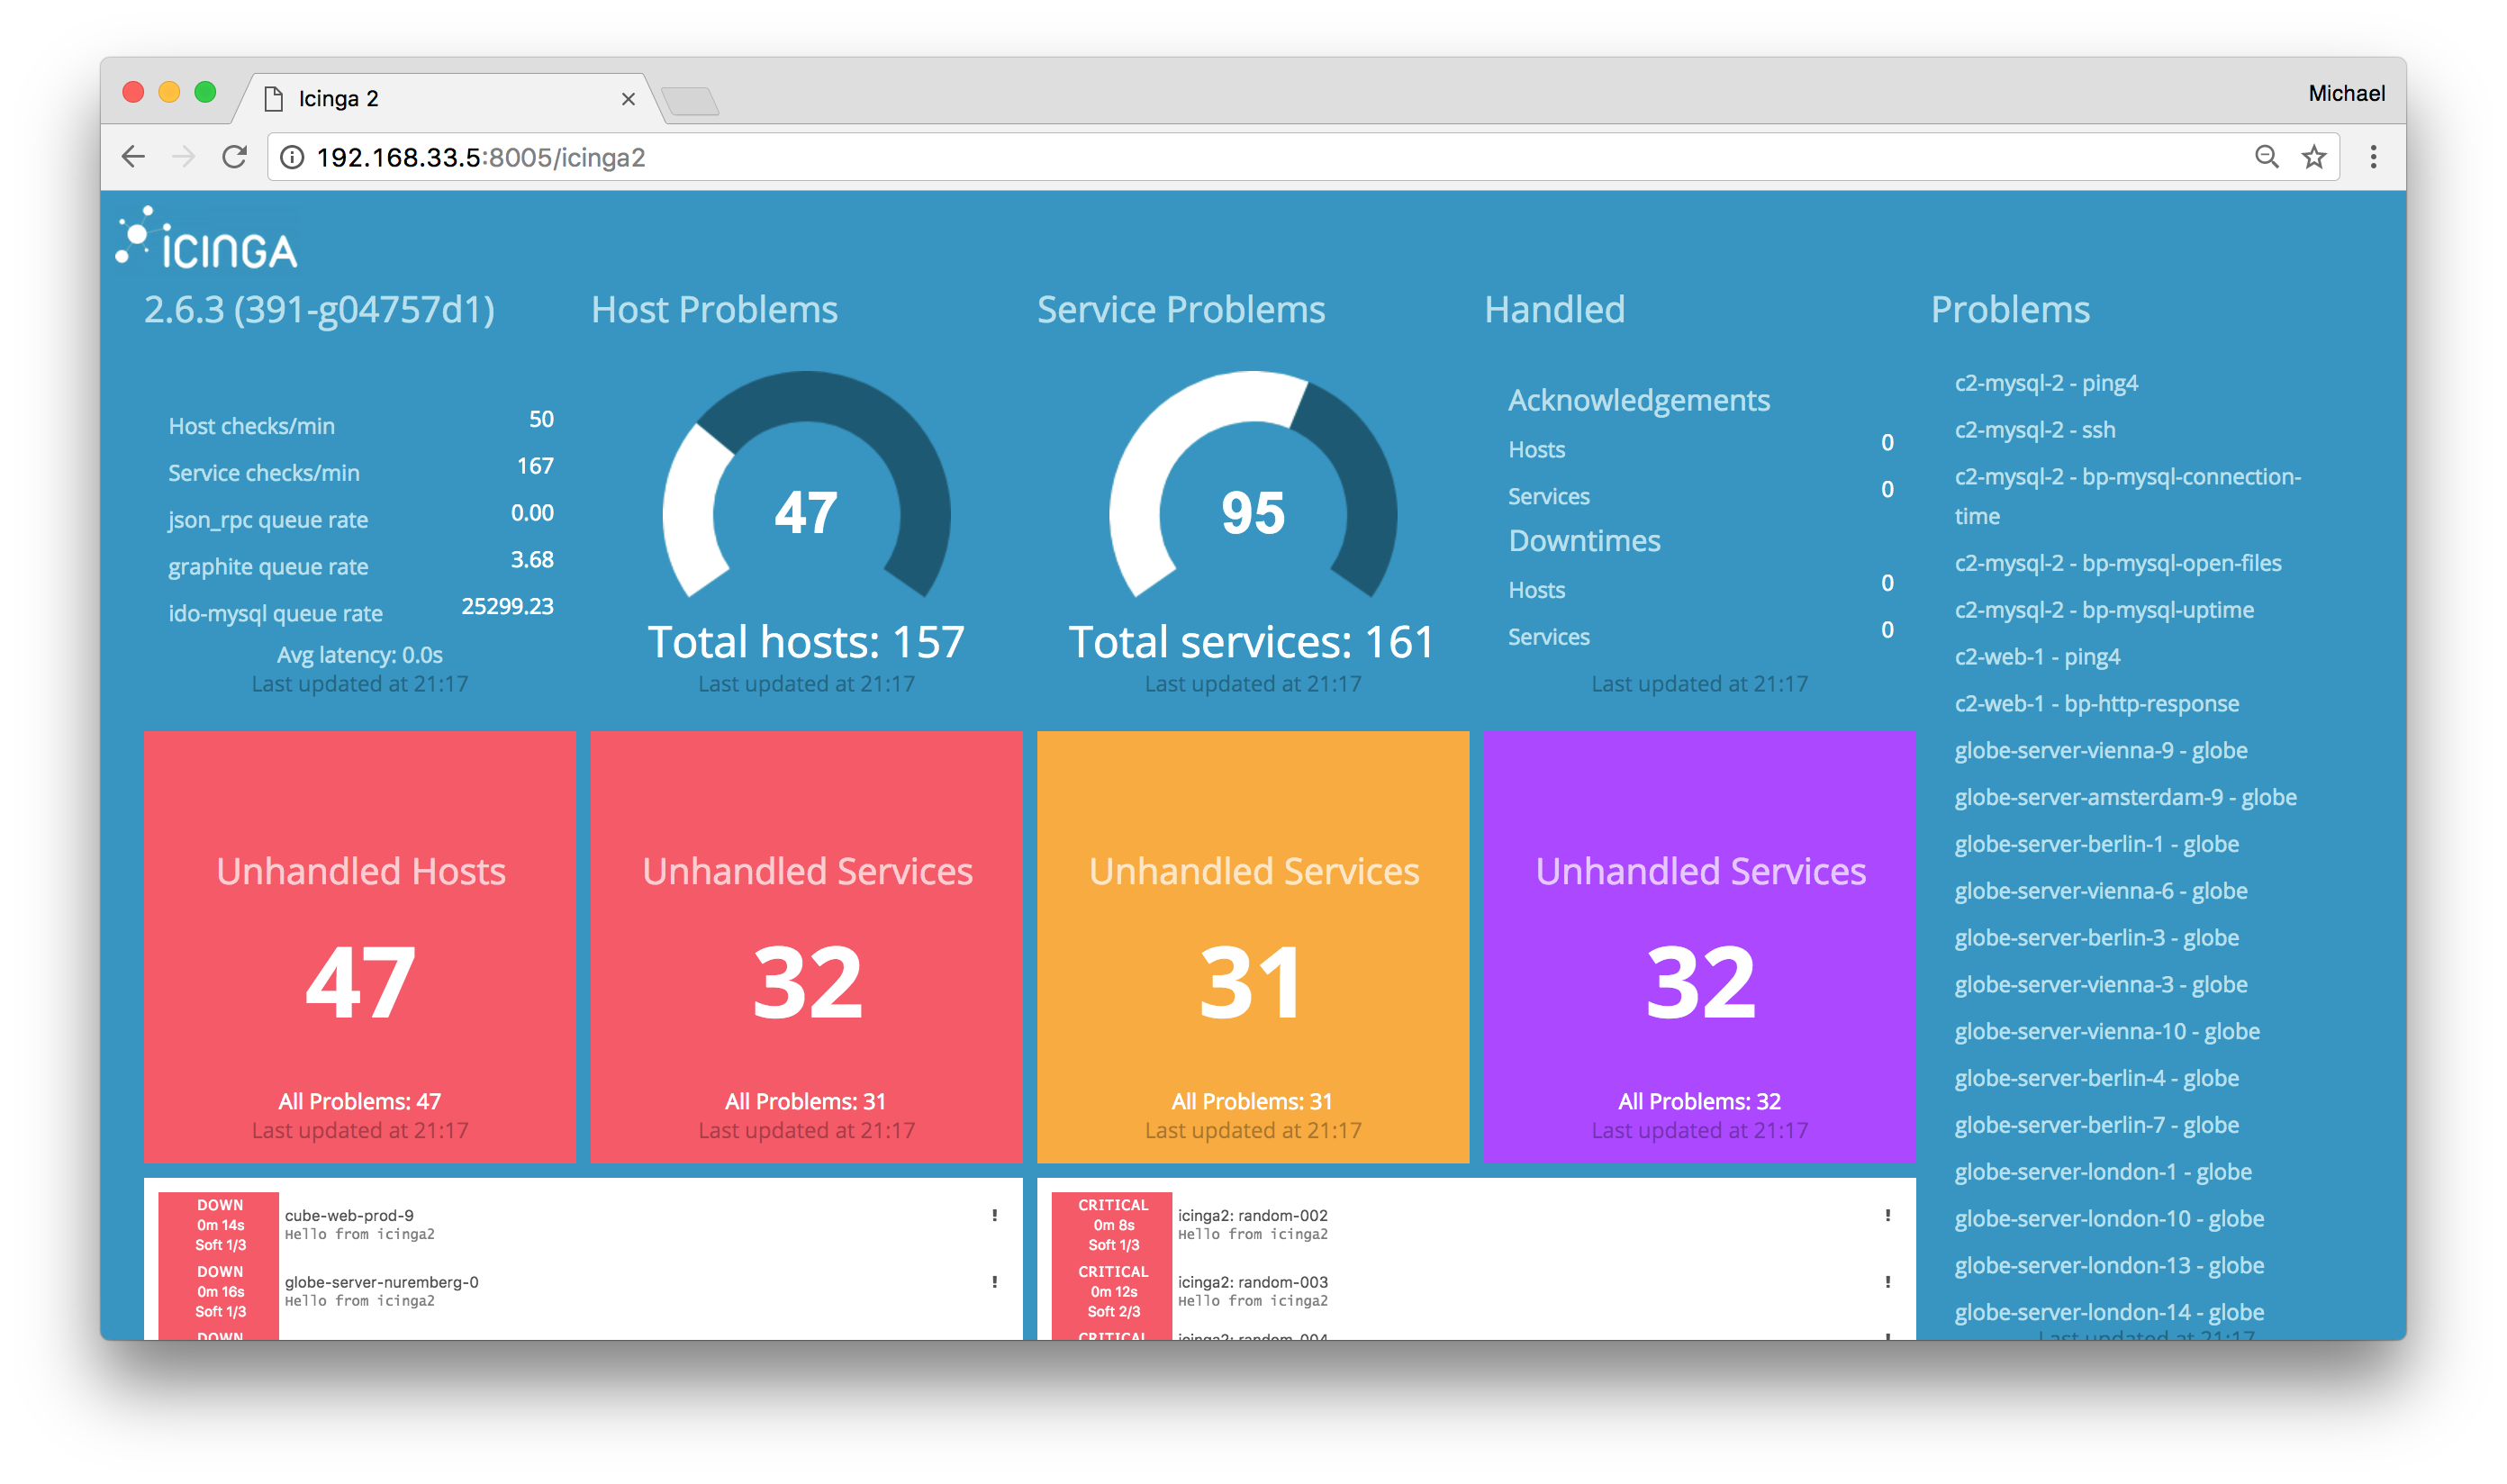 Icinga 2
Michael
192.168.33.5:8005/icinga2
ICINGA
2.6.3 (391-g04757d1)
Host checks/min 50
Service checks/min 167
json_rpc queue rate 0.00
graphite queue rate 3.68
ido-mysql queue rate 25299.23
Avg latency: 0.0s
Last updated at 21:17
Host Problems
47
Total hosts: 157
Last updated at 21:17
Service Problems
95
Total services: 161
Last updated at 21:17
Handled
Acknowledgements
Hosts 0
Services 0
Downtimes
Hosts 0
Services 0
Last updated at 21:17
Problems
c2-mysql-2 - ping4
c2-mysql-2 - ssh
c2-mysql-2 - bp-mysql-connection-
time
c2-mysql-2 - bp-mysql-open-files
c2-mysql-2 - bp-mysql-uptime
c2-web-1 - ping4
c2-web-1 - bp-http-response
globe-server-vienna-9 - globe
globe-server-amsterdam-9 - globe
globe-server-berlin-1 - globe
globe-server-vienna-6 - globe
globe-server-berlin-3 - globe
globe-server-vienna-3 - globe
globe-server-vienna-10 - globe
globe-server-berlin-4 - globe
globe-server-berlin-7 - globe
globe-server-london-1 - globe
globe-server-london-10 - globe
globe-server-london-13 - globe
globe-server-london-14 - globe
Last updated at 21:17
Unhandled Hosts
47
All Problems: 47
Last updated at 21:17
Unhandled Services
32
All Problems: 31
Last updated at 21:17
Unhandled Services
31
All Problems: 31
Last updated at 21:17
Unhandled Services
32
All Problems: 32
Last updated at 21:17
DOWN
0m 14s
Soft 1/3
cube-web-prod-9 !
Hello from icinga2
DOWN
0m 16s
Soft 1/3
globe-server-nuremberg-0 !
Hello from icinga2
DOWN
CRITICAL
0m 8s
Soft 1/3
icinga2: random-002 !
Hello from icinga2
CRITICAL
0m 12s
Soft 2/3
icinga2: random-003 !
Hello from icinga2
CRITICAL
icinga2: random-004 !